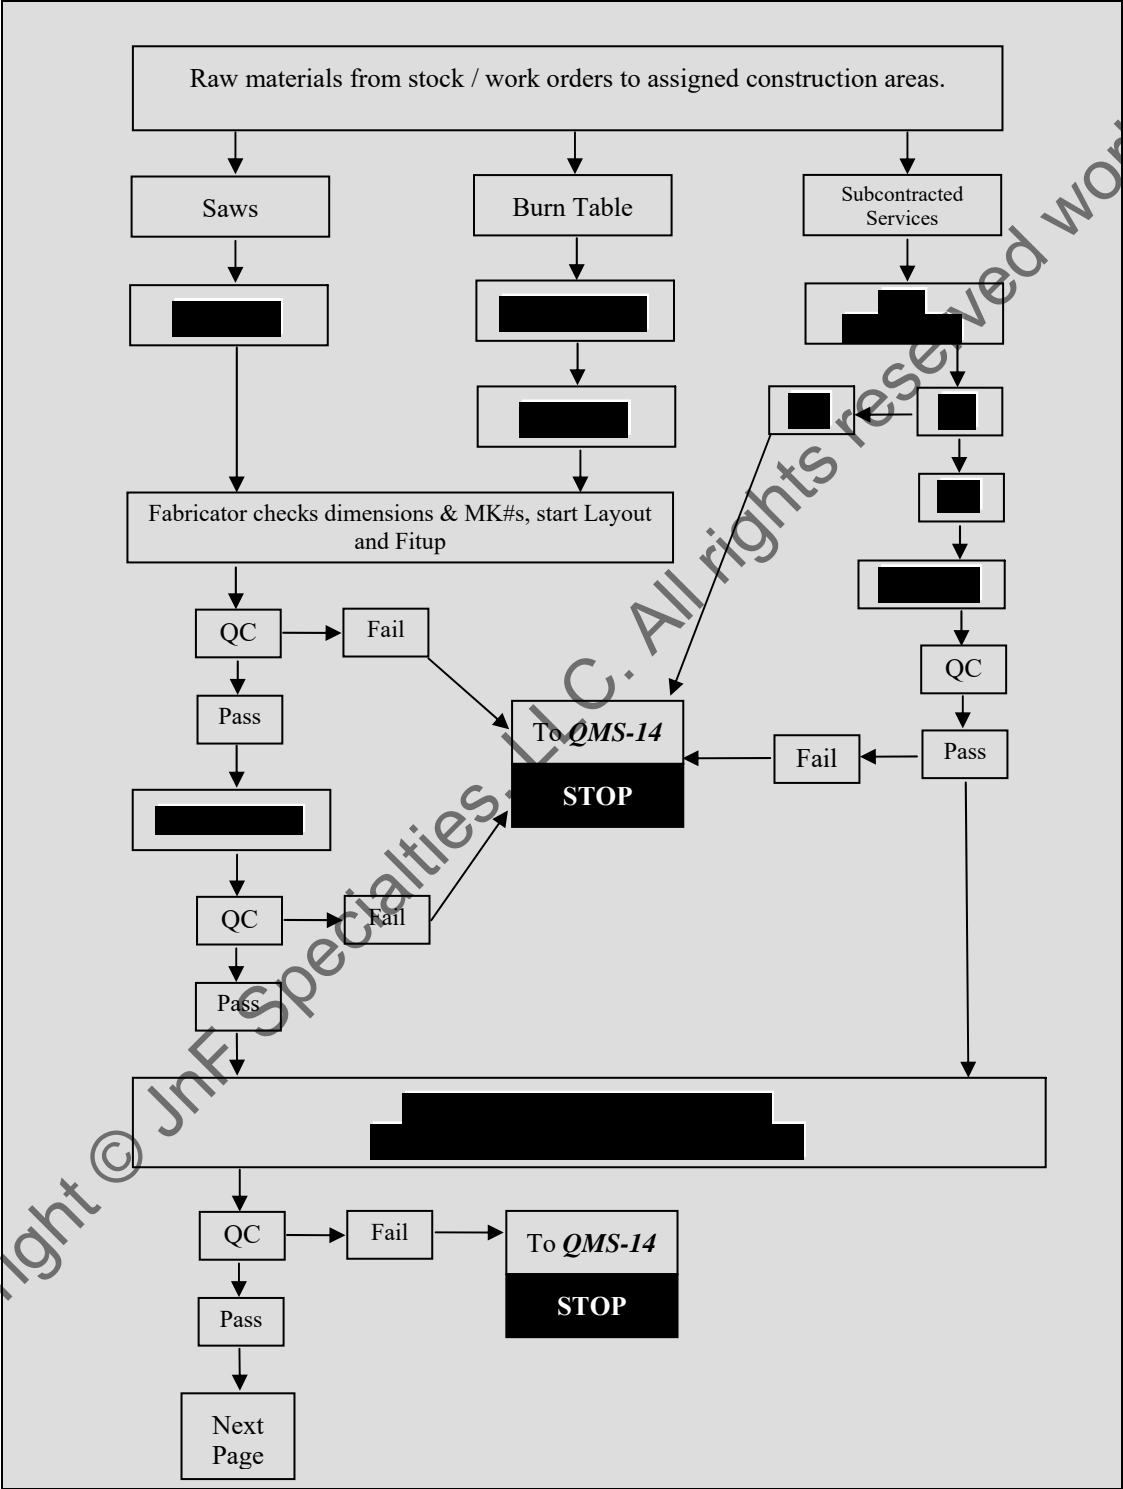 Raw materials from stock / work orders to assigned construction areas.
Saws
Burn Table
Subcontracted
Services
Fabricator checks dimensions & MK#s, start Layout
and Fitup
QC
Fail
QC
Pass
To QMS-14
STOP
Fail
Pass
QC
Fail
Pass
QC
Fail
To QMS-14
STOP
Pass
Next
Page
© JnF Specialties, LLC. All rights reserved